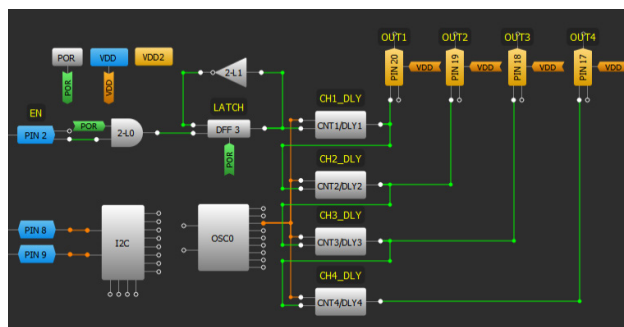 OUT1 OUT2 OUT3 OUT4
POR VDD VDD2
PIN 20 VDD PIN 19 VDD PIN 18 VDD PIN 17 VDD
POR VDD
2-L1
EN LATCH CH1_DLY
PIN 2 POR 2-L0 DFF 3 CNT1/DLY1
POR
CH2_DLY
CNT2/DLY2
CH3_DLY
PIN 8 I2C OSC0 CNT3/DLY3
PIN 9
CH4_DLY
CNT4/DLY4